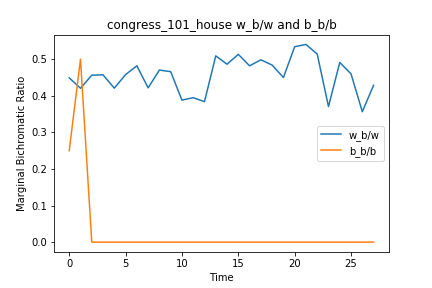 congress_101_house w_b/w and b_b/b
Marginal Bichromatic Ratio
0.5
0.4
0.3
0.2
0.1
0.0
w_b/w
b_b/b
0 5 10 15 20 25
Time